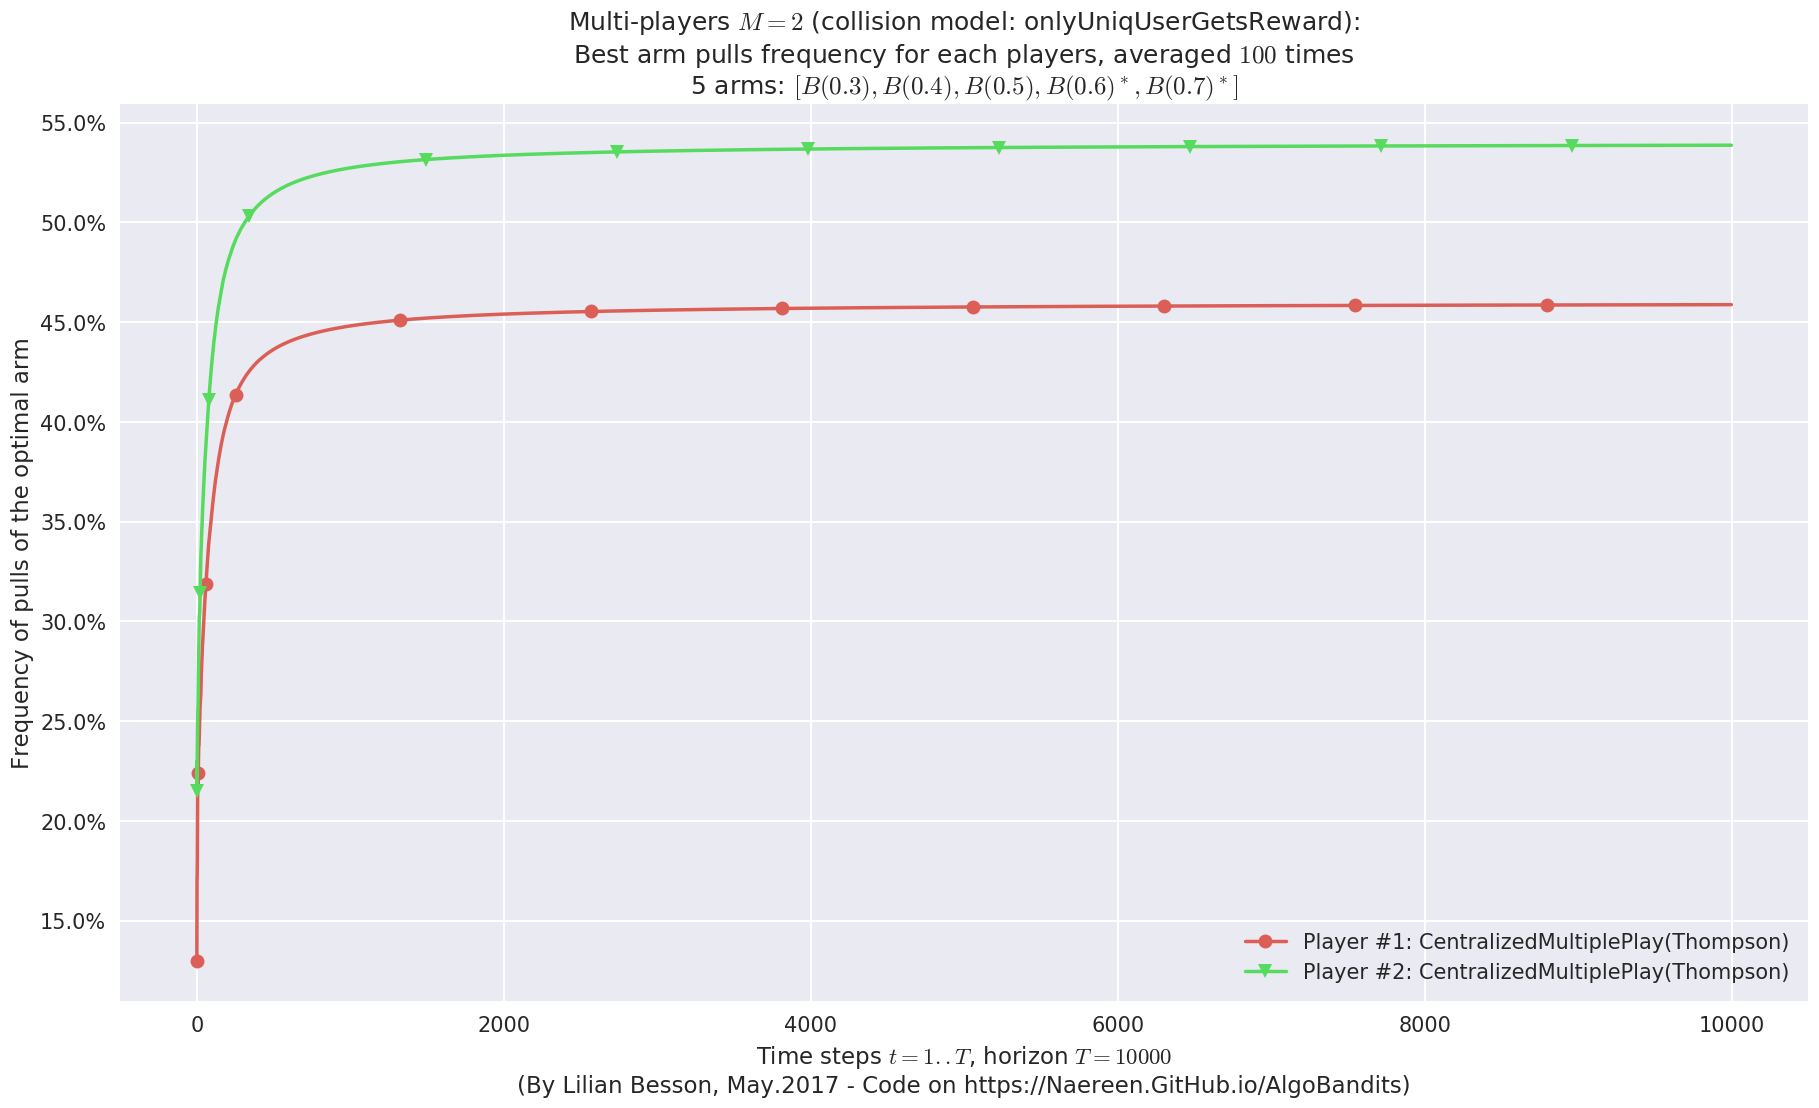 Multi-players M = 2 (collision model: onlyUniqUserGetsReward):
Best arm pulls frequency for each players, averaged 100 times
5 arms: [B(0.3), B(0.4), B(0.5), B(0.6)*, B(0.7)*]
Frequency of pulls of the optimal arm
55.0%
50.0%
45.0%
40.0%
35.0%
30.0%
25.0%
20.0%
15.0%
Player #1: CentralizedMultiplePlay(Thompson)
Player #2: CentralizedMultiplePlay(Thompson)
0 2000 4000 6000 8000 10000
Time steps t = 1..T, horizon T = 10000
(By Lilian Besson, May.2017 - Code on https://Naereen.GitHub.io/AlgoBandits)